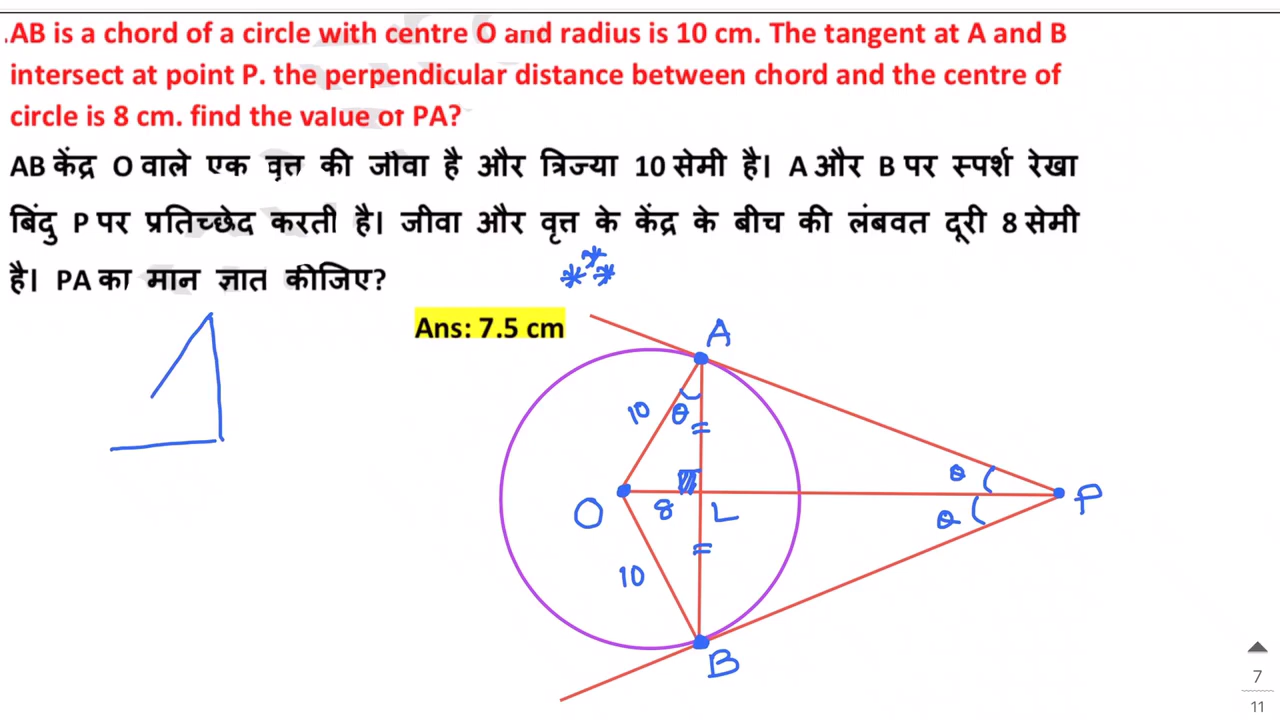 .AB is a chord of a circle with centre O and radius is 10 cm. The tangent at A and B
intersect at point P. the perpendicular distance between chord and the centre of
circle is 8 cm. find the value of PA?
AB केंद्र O वाले एक वृत्त की जीवा है और त्रिज्या 10 सेमी है। A और B पर स्पर्श रेखा
बिंदु P पर प्रतिच्छेद करती है। जीवा और वृत्त के केंद्र के बीच की लंबवत दूरी 8 सेमी
है। PA का मान ज्ञात कीजिए?
***
Ans: 7.5 cm
A
10 θ
θ
O 8 L P
θ
10
B
7
11